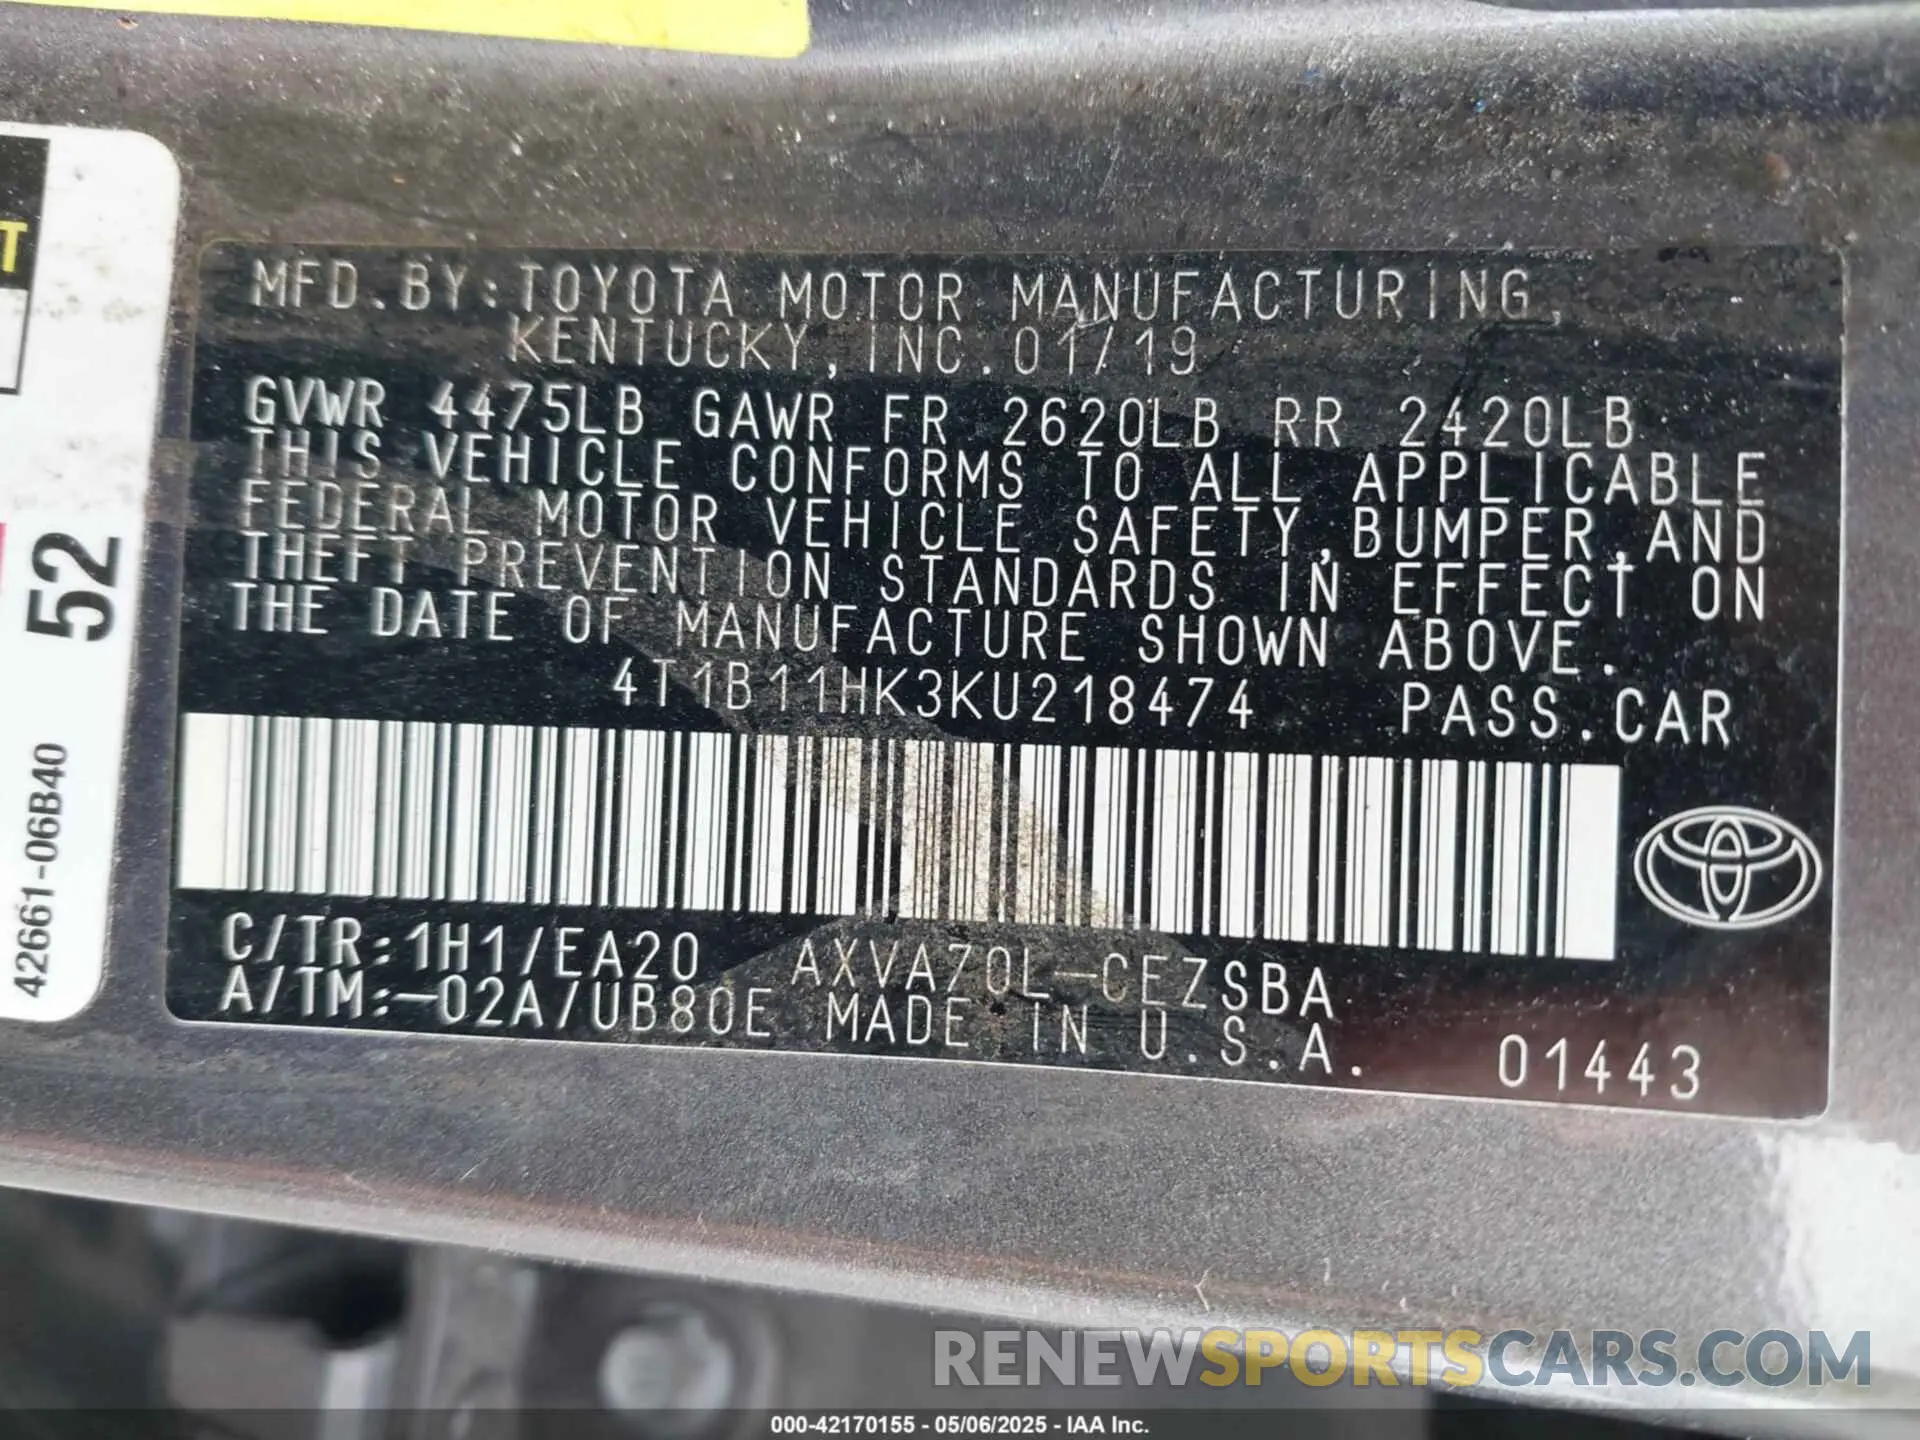 MFD.BY:TOYOTA MOTOR MANUFACTURING,
KENTUCKY, INC. 01/19
GVWR 4475LB GAWR FR 2620LB RR 2420LB
THIS VEHICLE CONFORMS TO ALL APPLICABLE
FEDERAL MOTOR VEHICLE SAFETY, BUMPER, AND
THEFT PREVENTION STANDARDS IN EFFECT ON
THE DATE OF MANUFACTURE SHOWN ABOVE.
4T1B11HK3KU218474 PASS.CAR
C/TR:1H1/EA20 AXVA70L-CEZSBA
A/TM:-02A/UB80E MADE IN U.S.A. 01443
T
52
42661-06B40
RENEWSPORTSCARS.COM
000-42170155 - 05/06/2025 - IAA Inc.